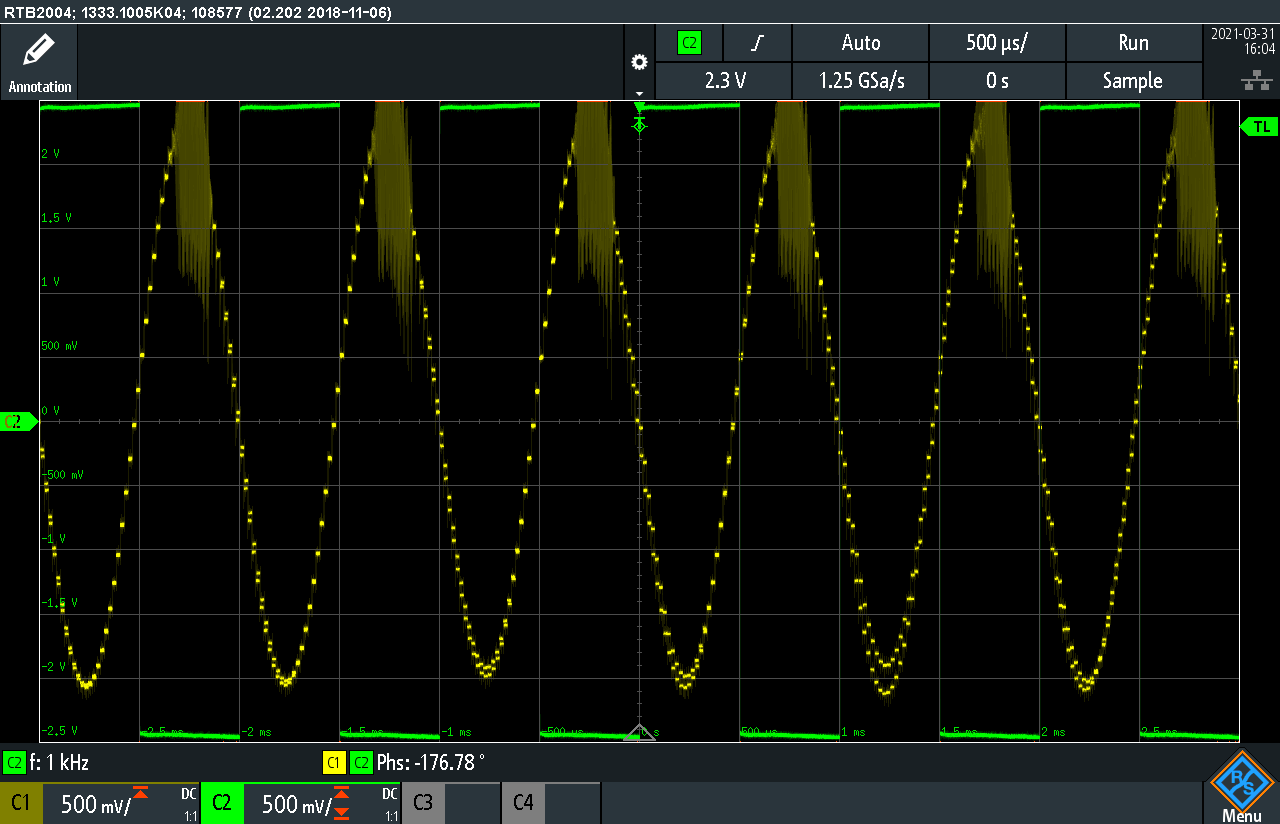 RTB2004; 1333.1005K04; 108577 (02.202 2018-11-06)
Annotation
C2 Auto 500 µs/ Run
2.3 V 1.25 GSa/s 0 s Sample
2021-03-31
16:04
TL
2 V
1.5 V
1 V
500 mV
0 V
C2
-500 mV
-1 V
-1.5 V
-2 V
-2.5 V
-2.5 ms -2 ms -1.5 ms -1 ms -500 µs 0 s 500 µs 1 ms 1.5 ms 2 ms 2.5 ms
C2 f: 1 kHz C1 C2 Phs: -176.78 °
C1 500 mV/ DC 1:1
C2 500 mV/ DC 1:1
C3
C4
R S
Menu